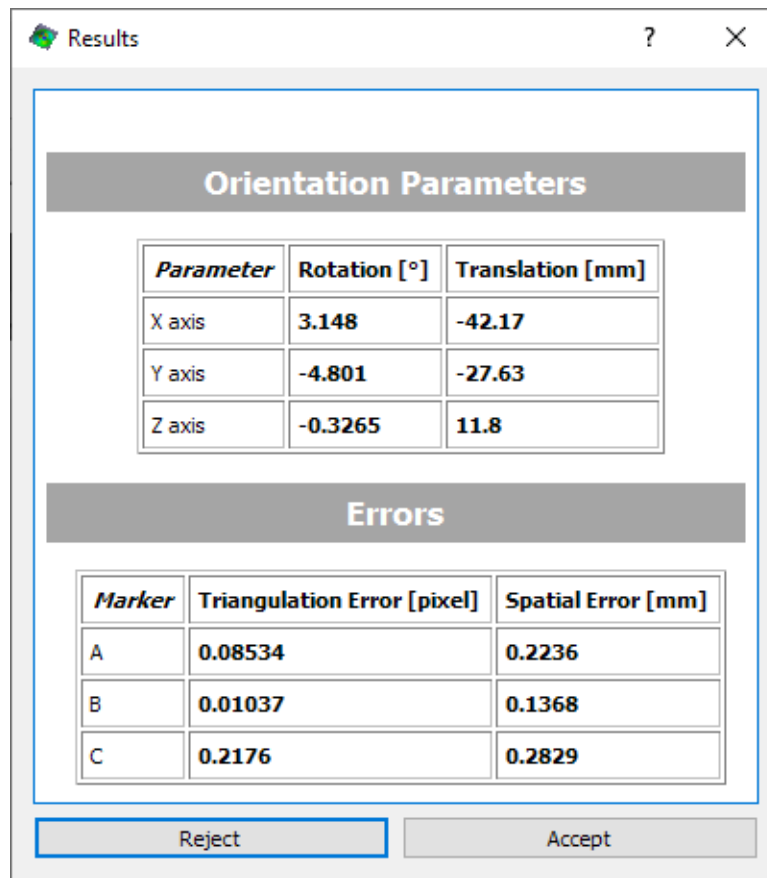 Results ?
Orientation Parameters
Parameter Rotation [°] Translation [mm]
X axis 3.148 -42.17
Y axis -4.801 -27.63
Z axis -0.3265 11.8
Errors
Marker Triangulation Error [pixel] Spatial Error [mm]
A 0.08534 0.2236
B 0.01037 0.1368
C 0.2176 0.2829
Reject Accept